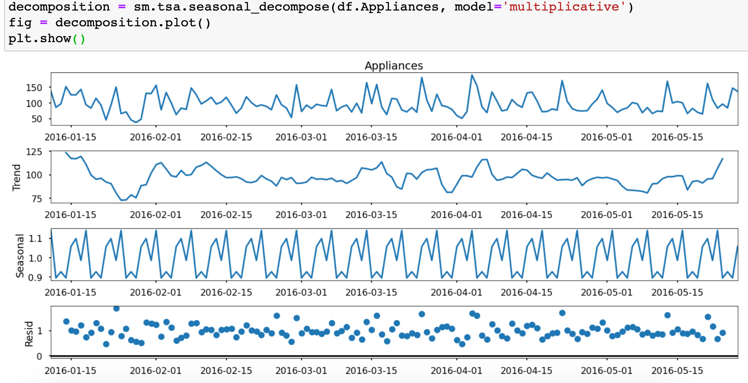 decomposition = sm.tsa.seasonal_decompose(df.Appliances, model='multiplicative')
fig = decomposition.plot()
plt.show()
Appliances
150
100
50
2016-01-15 2016-02-01 2016-02-15 2016-03-01 2016-03-15 2016-04-01 2016-04-15 2016-05-01 2016-05-15
125
100
75
Trend
2016-01-15 2016-02-01 2016-02-15 2016-03-01 2016-03-15 2016-04-01 2016-04-15 2016-05-01 2016-05-15
1.1
1.0
0.9
Seasonal
2016-01-15 2016-02-01 2016-02-15 2016-03-01 2016-03-15 2016-04-01 2016-04-15 2016-05-01 2016-05-15
1
0
Resid
2016-01-15 2016-02-01 2016-02-15 2016-03-01 2016-03-15 2016-04-01 2016-04-15 2016-05-01 2016-05-15